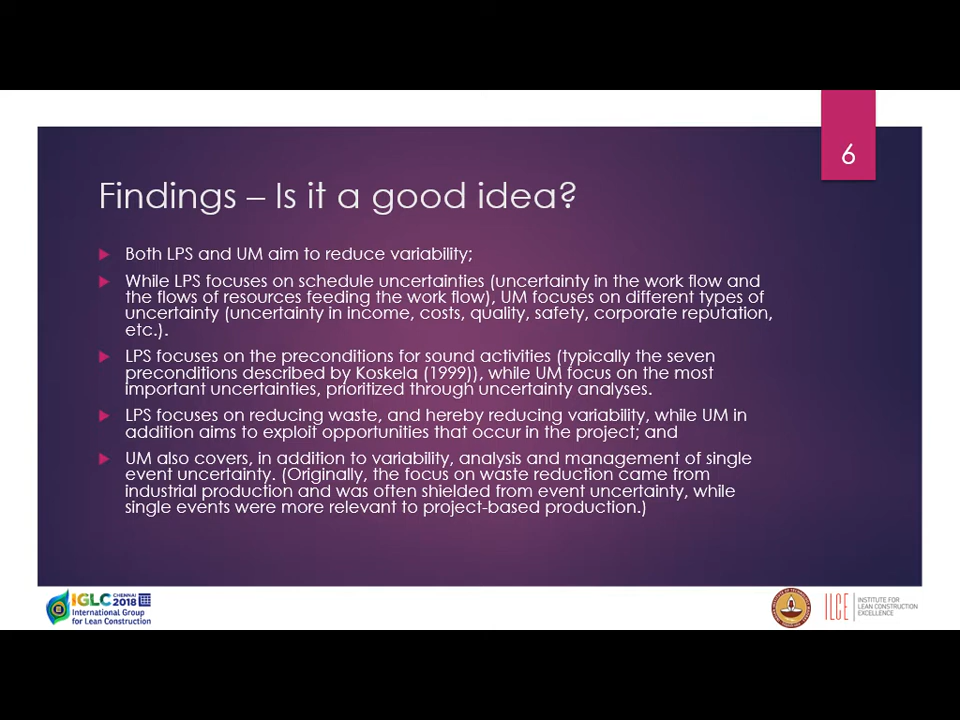 6
Findings – Is it a good idea?
Both LPS and UM aim to reduce variability;
While LPS focuses on schedule uncertainties (uncertainty in the work flow and
the flows of resources feeding the work flow), UM focuses on different types of
uncertainty (uncertainty in income, costs, quality, safety, corporate reputation,
etc.).
LPS focuses on the preconditions for sound activities (typically the seven
preconditions described by Koskela (1999)), while UM focus on the most
important uncertainties, prioritized through uncertainty analyses.
LPS focuses on reducing waste, and hereby reducing variability, while UM in
addition aims to exploit opportunities that occur in the project; and
UM also covers, in addition to variability, analysis and management of single
event uncertainty. (Originally, the focus on waste reduction came from
industrial production and was often shielded from event uncertainty, while
single events were more relevant to project-based production.)
IGLC CHENNAI 2018
International Group
for Lean Construction
ILCE
INSTITUTE FOR
LEAN CONSTRUCTION
EXCELLENCE